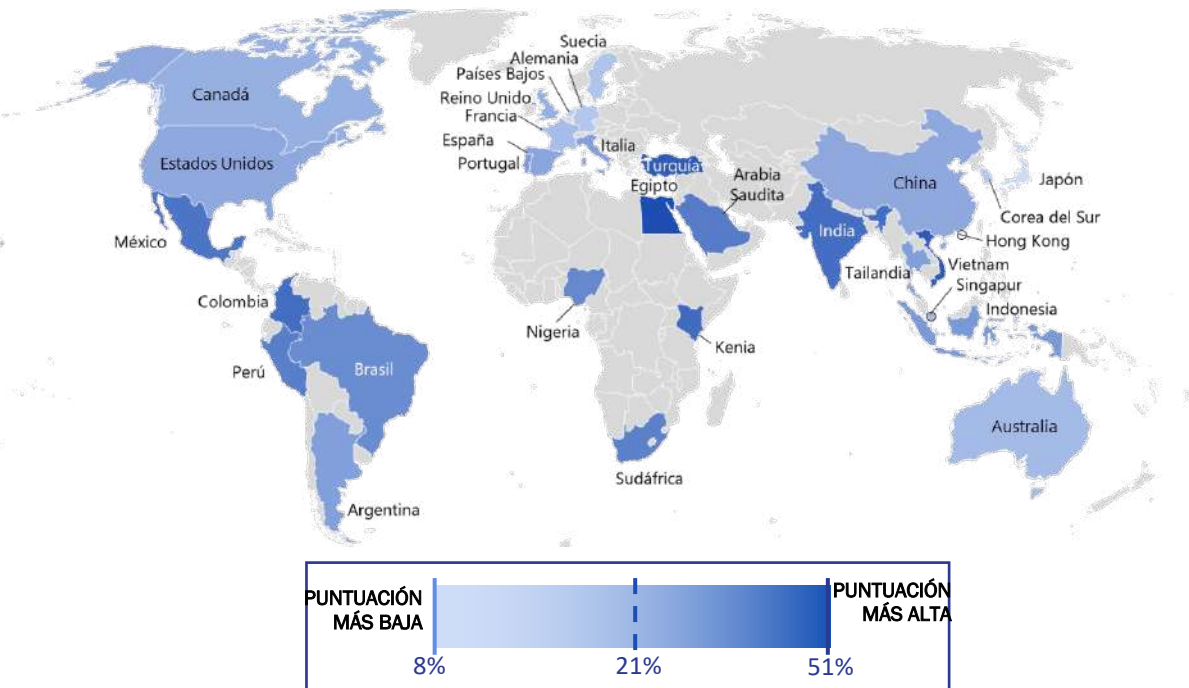 Suecia
Alemania
Países Bajos
Reino Unido
Francia
España
Portugal
Italia
Turquía
Egipto
Arabia
Saudita
Canadá
Estados Unidos
México
Colombia
Perú
Brasil
Argentina
Nigeria
Kenia
Sudáfrica
India
China
Japón
Corea del Sur
Hong Kong
Tailandia
Vietnam
Singapur
Indonesia
Australia
PUNTUACIÓN
MÁS BAJA
PUNTUACIÓN
MÁS ALTA
8%
21%
51%